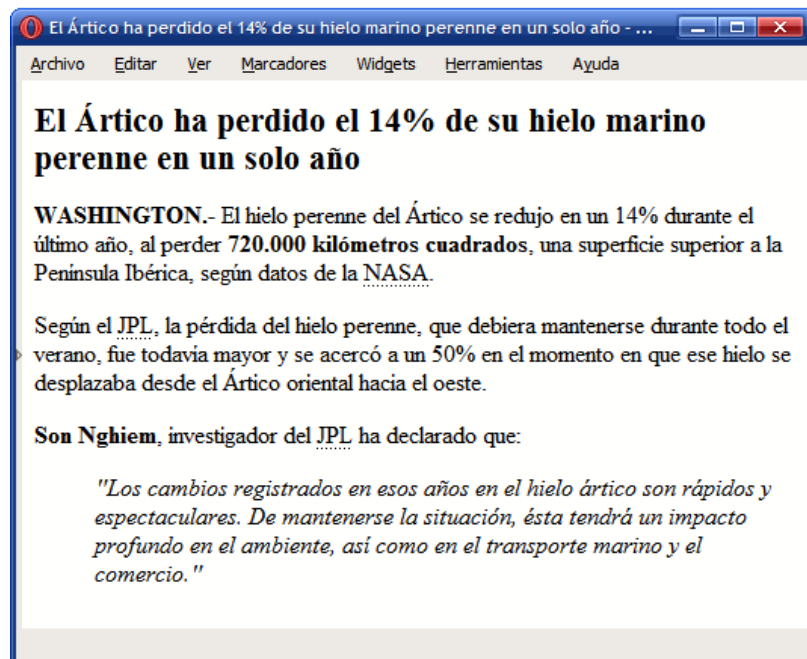 El Ártico ha perdido el 14% de su hielo marino perenne en un solo año - ...
Archivo Editar Ver Marcadores Widgets Herramientas Ayuda
El Ártico ha perdido el 14% de su hielo marino
perenne en un solo año
WASHINGTON.- El hielo perenne del Ártico se redujo en un 14% durante el
último año, al perder 720.000 kilómetros cuadrados, una superficie superior a la
Península Ibérica, según datos de la NASA.
Según el JPL, la pérdida del hielo perenne, que debiera mantenerse durante todo el
verano, fue todavía mayor y se acercó a un 50% en el momento en que ese hielo se
desplazaba desde el Ártico oriental hacia el oeste.
Son Nghiem, investigador del JPL ha declarado que:
"Los cambios registrados en esos años en el hielo ártico son rápidos y
espectaculares. De mantenerse la situación, ésta tendrá un impacto
profundo en el ambiente, así como en el transporte marino y el
comercio."